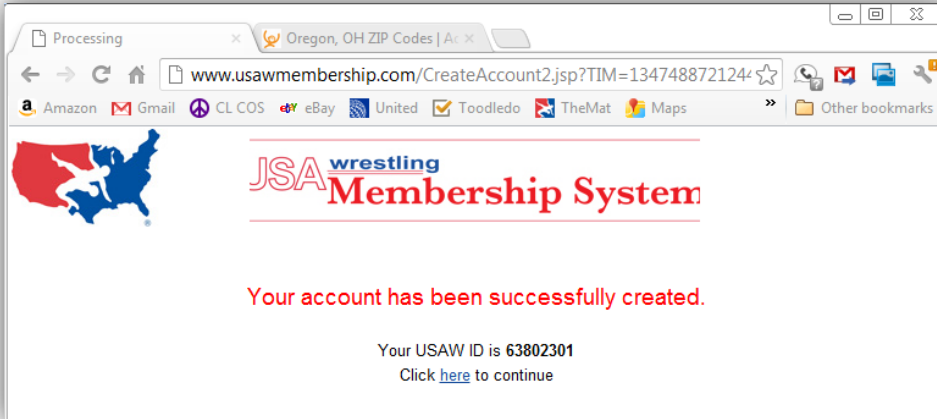 Processing
Oregon, OH ZIP Codes | Ac
www.usawmembership.com/CreateAccount2.jsp?TIM=134748872124
Amazon Gmail CL COS eBay United Toodledo TheMat Maps » Other bookmarks
JSA wrestling
Membership System
Your account has been successfully created.
Your USAW ID is 63802301
Click here to continue